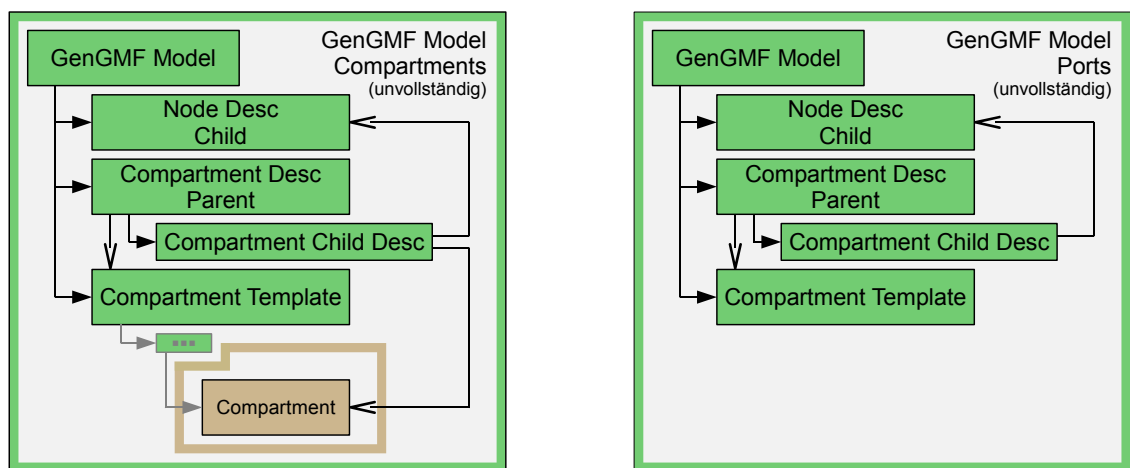 GenGMF Model
Compartments
(unvollständig)
GenGMF Model
Node Desc
Child
Compartment Desc
Parent
Compartment Child Desc
Compartment Template
Compartment
GenGMF Model
Ports
(unvollständig)
GenGMF Model
Node Desc
Child
Compartment Desc
Parent
Compartment Child Desc
Compartment Template